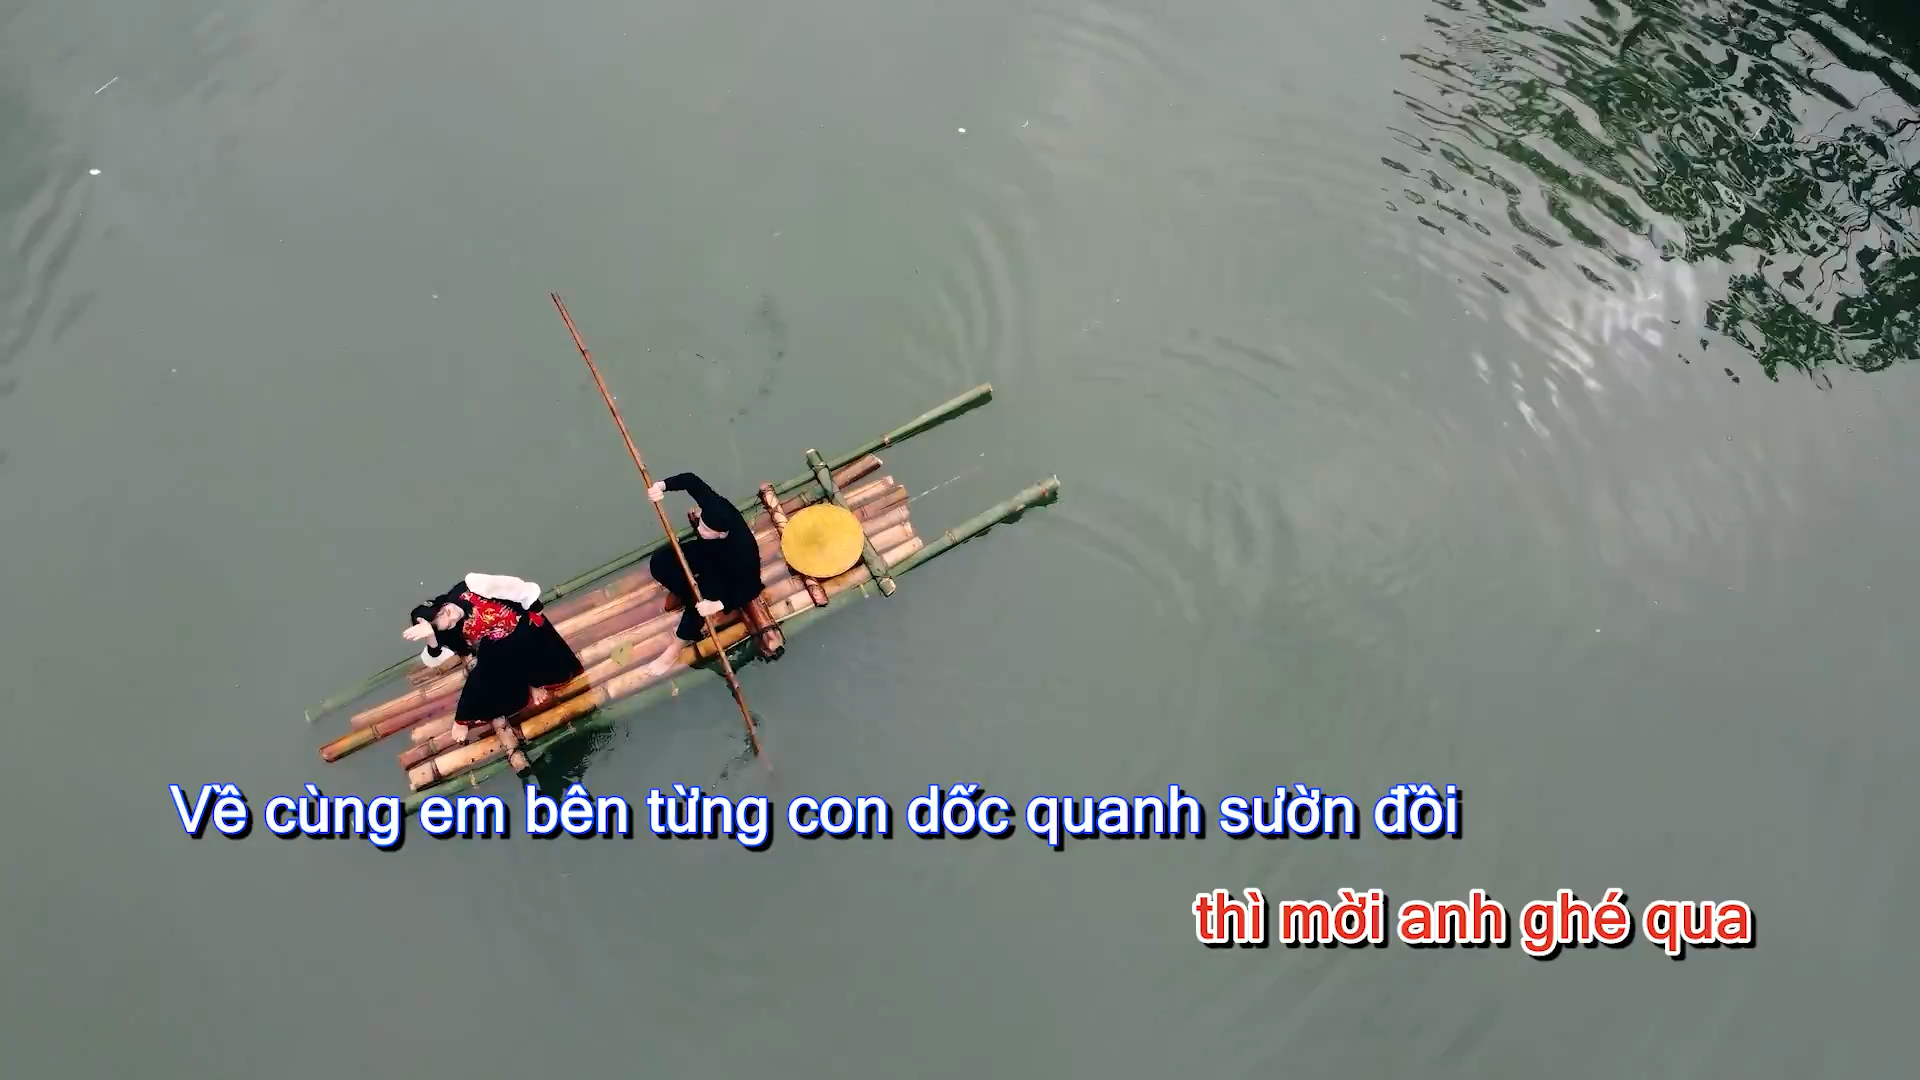 Về cùng em bên từng con dốc quanh sườn đồi
thì mời anh ghé qua